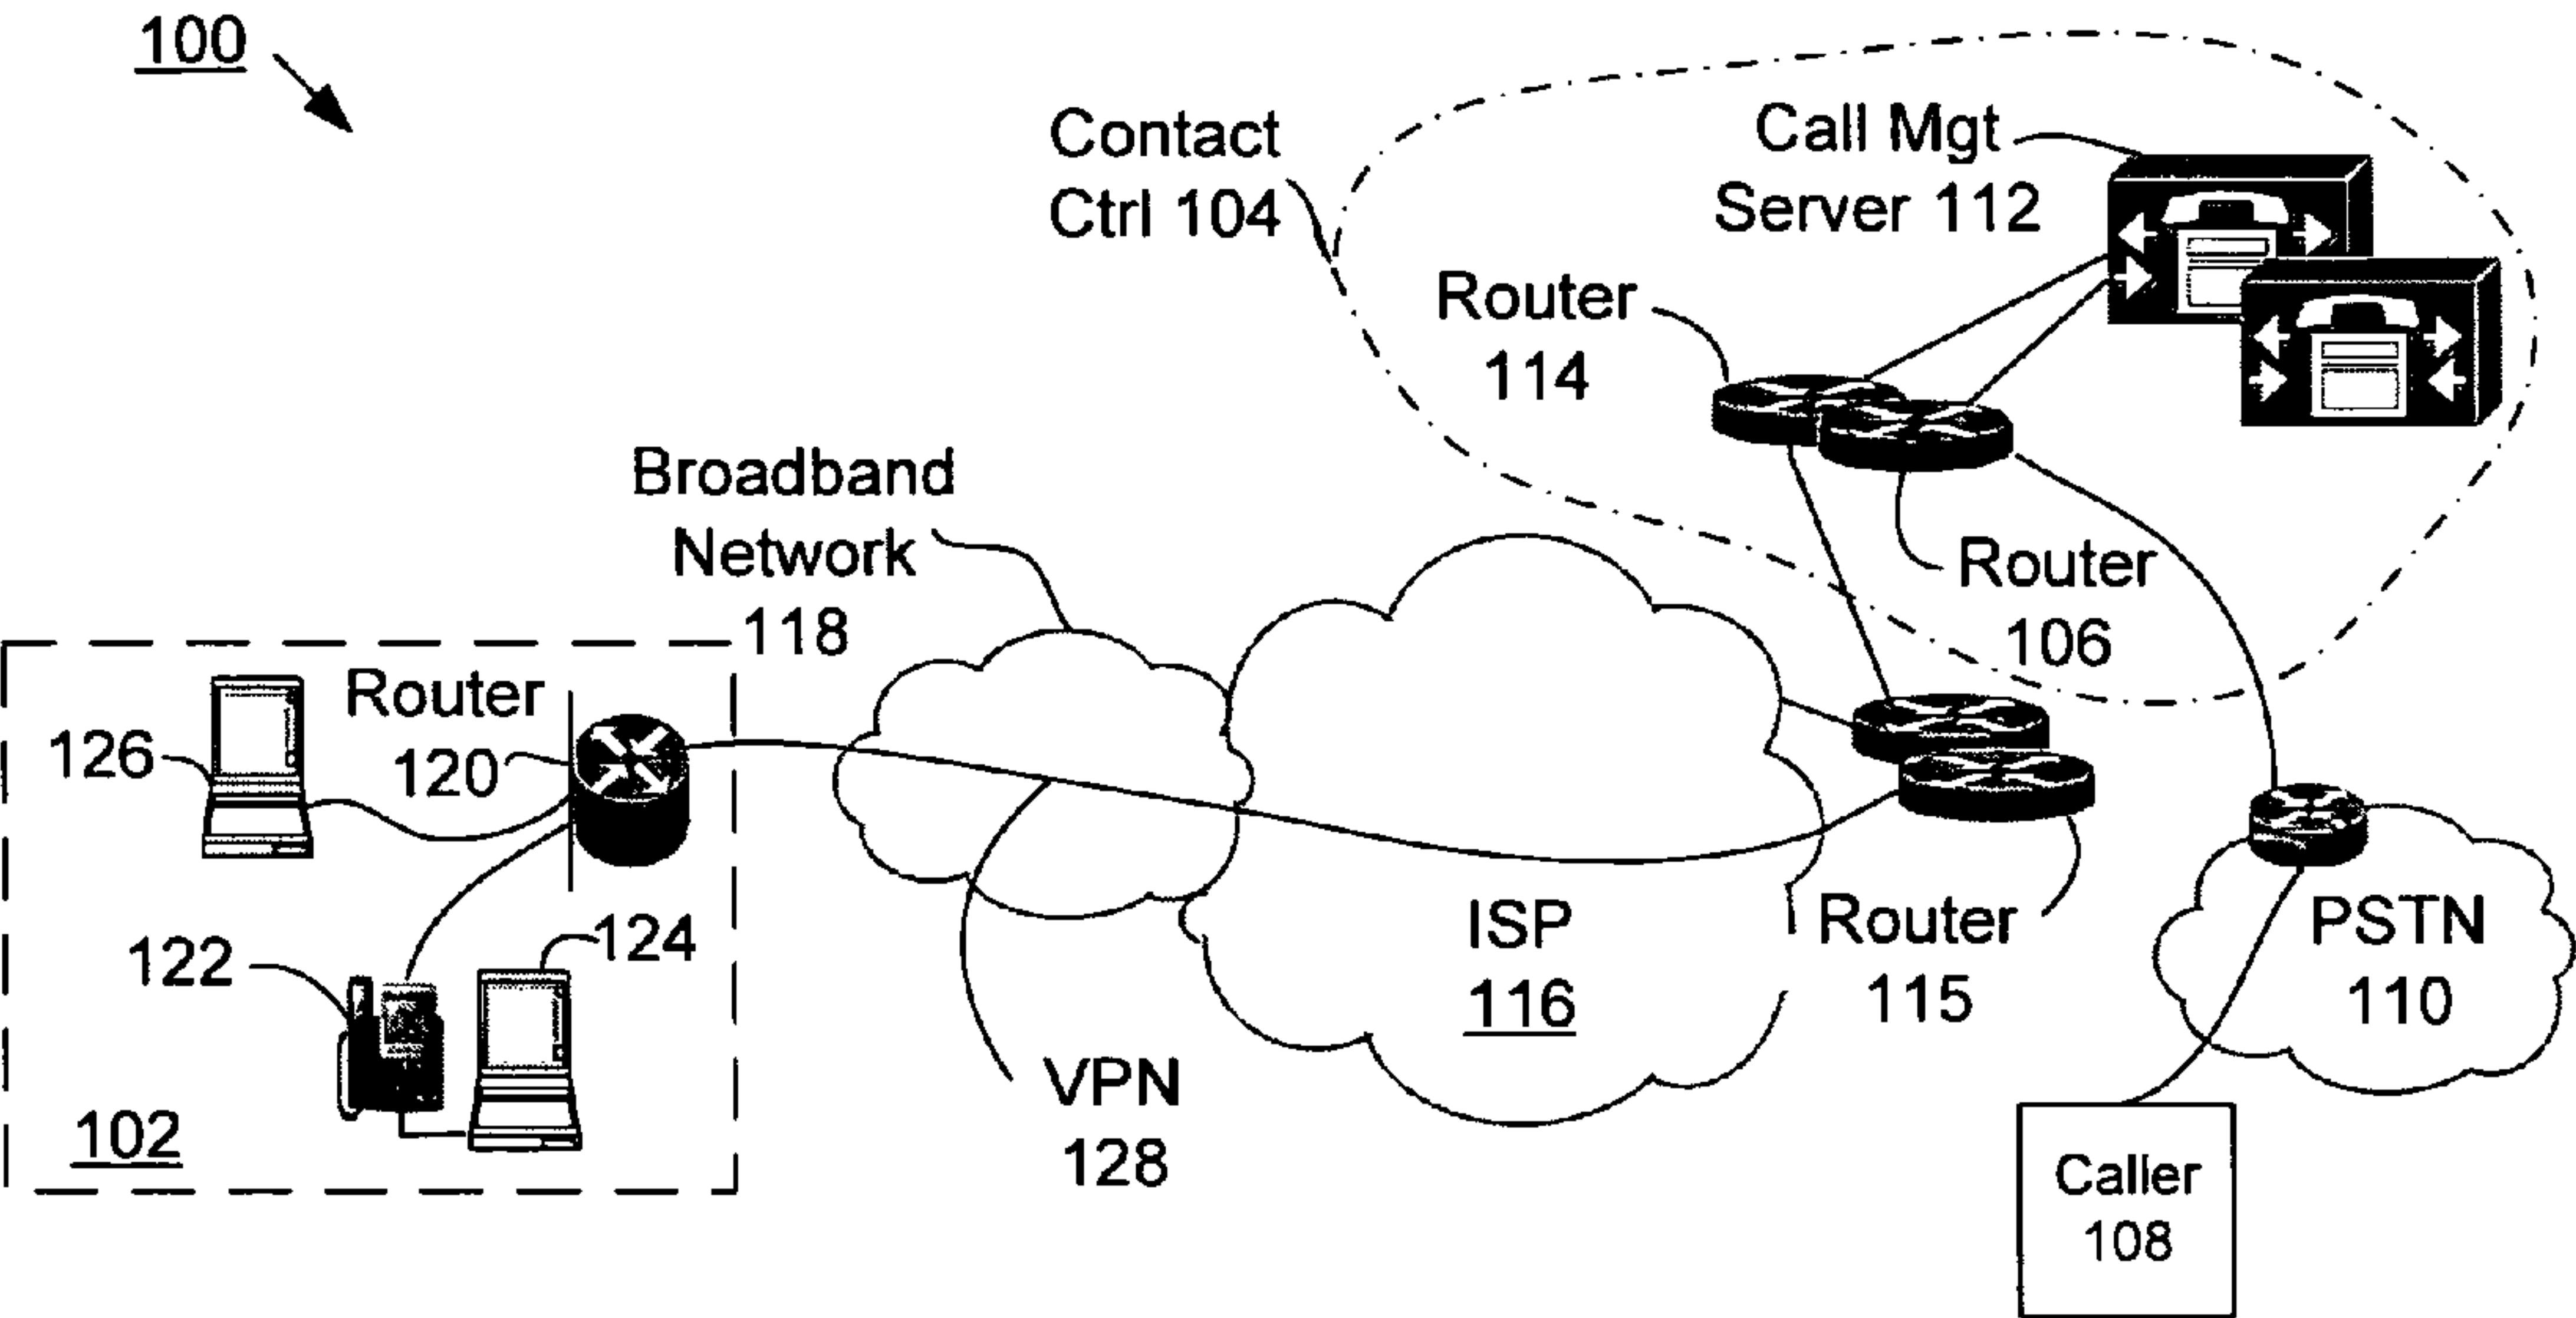 100
Contact
Ctrl 104
Call Mgt
Server 112
Router
114
Broadband
Network
118
Router
106
Router
120
126
122
124
102
VPN
128
ISP
116
Router
115
PSTN
110
Caller
108